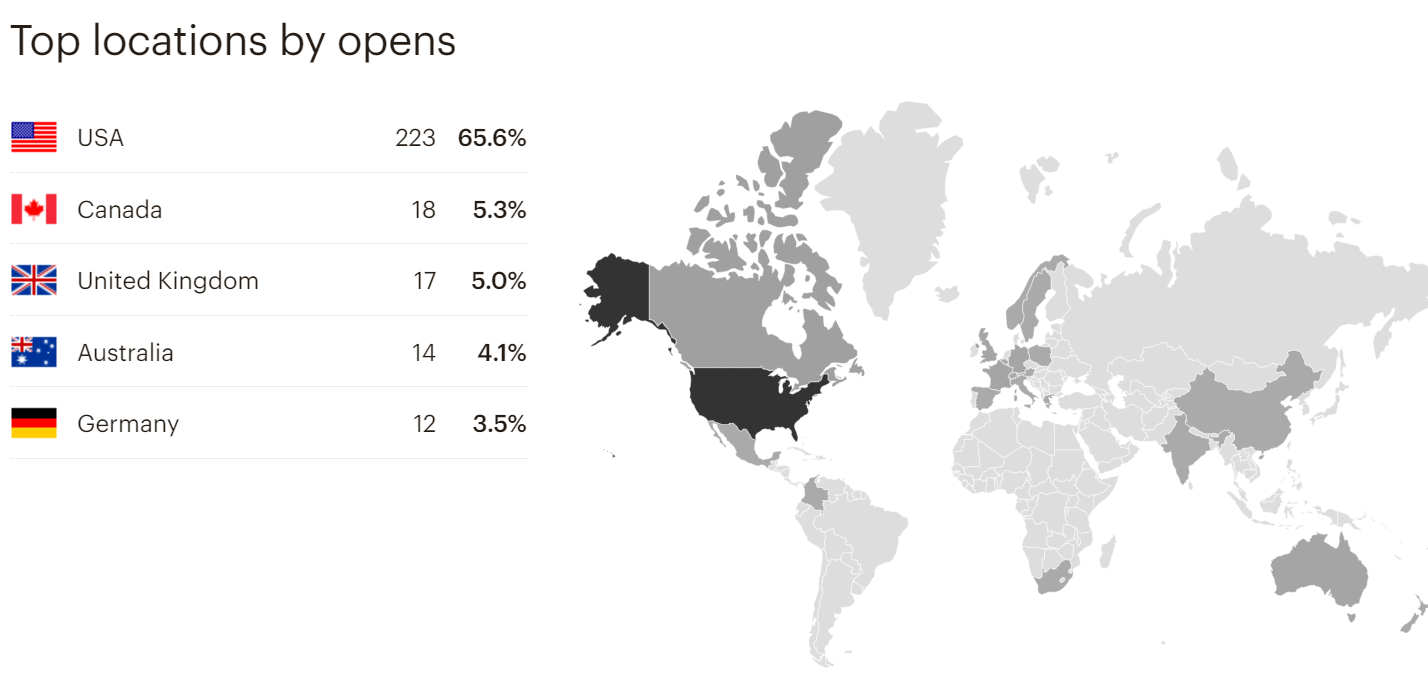 Top locations by opens
USA 223 65.6%
Canada 18 5.3%
United Kingdom 17 5.0%
Australia 14 4.1%
Germany 12 3.5%